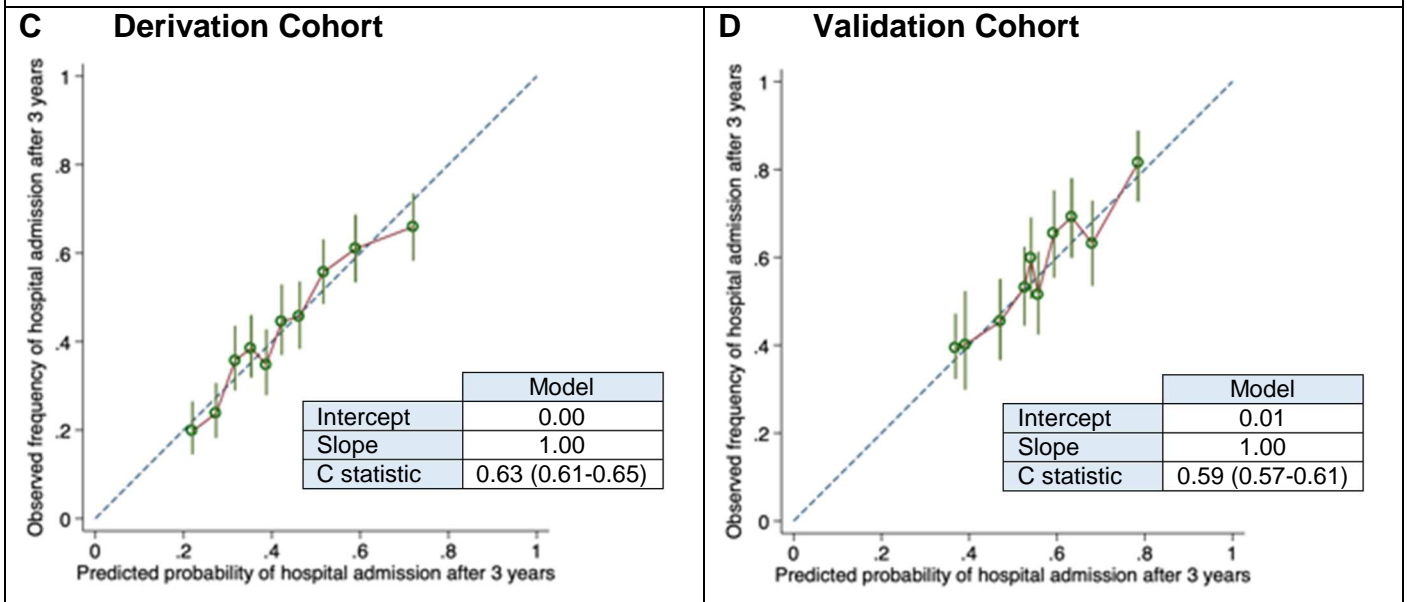 C Derivation Cohort
Observed frequency of hospital admission after 3 years
1
.8
.6
.4
.2
0
Model
Intercept 0.00
Slope 1.00
C statistic 0.63 (0.61-0.65)
0 .2 .4 .6 .8 1
Predicted probability of hospital admission after 3 years
D Validation Cohort
Observed frequency of hospital admission after 3 years
1
.8
.6
.4
.2
0
Model
Intercept 0.01
Slope 1.00
C statistic 0.59 (0.57-0.61)
0 .2 .4 .6 .8 1
Predicted probability of hospital admission after 3 years